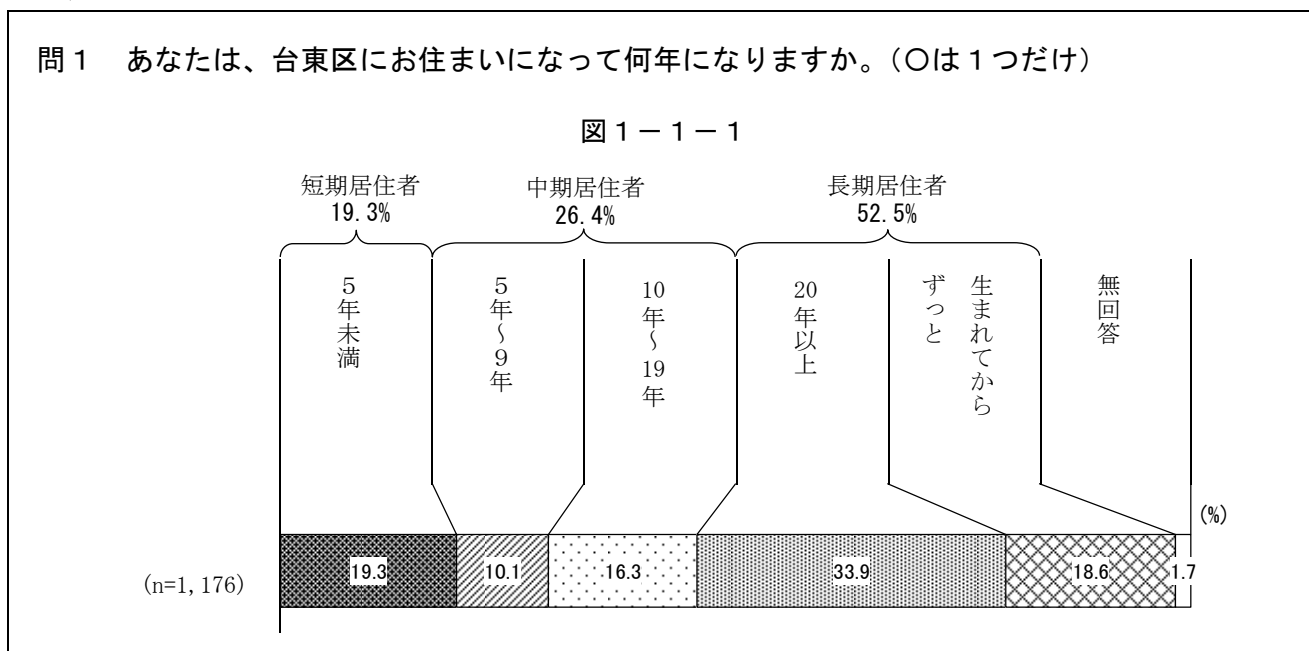 問１　あなたは、台東区にお住まいになって何年になりますか。（○は１つだけ）
図１－１－１
短期居住者
19.3%
中期居住者
26.4%
長期居住者
52.5%
５年未満
５年～９年
10年～19年
20年以上
生まれてから
ずっと
無回答
(%)
(n=1,176)
19.3
10.1
16.3
33.9
18.6
1.7